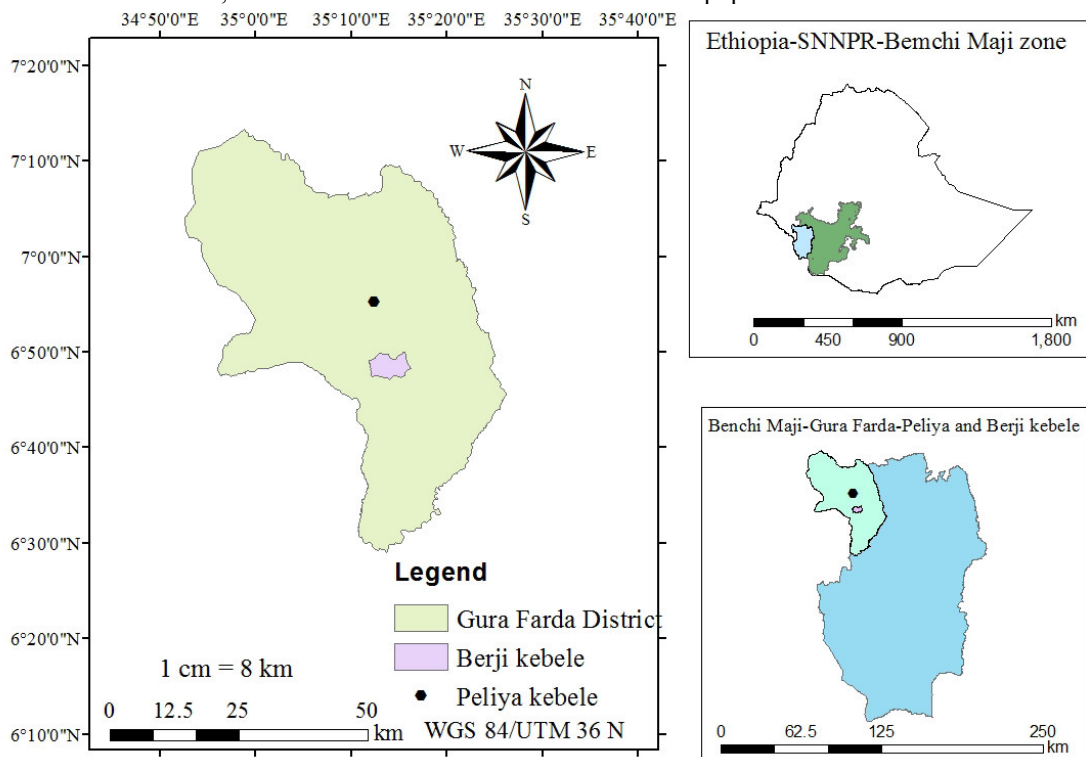 34°50'0"E 35°0'0"E 35°10'0"E 35°20'0"E 35°30'0"E 35°40'0"E
7°20'0"N
7°10'0"N
7°0'0"N
6°50'0"N
6°40'0"N
6°30'0"N
6°20'0"N
6°10'0"N
N
W E
S
Legend
Gura Farda District
Berji kebele
Peliya kebele
1 cm = 8 km
0 12.5 25 50
km
WGS 84/UTM 36 N
Ethiopia-SNNPR-Bemchi Maji zone
km
0 450 900 1,800
Benchi Maji-Gura Farda-Peliya and Berji kebele
0 62.5 125 250
km